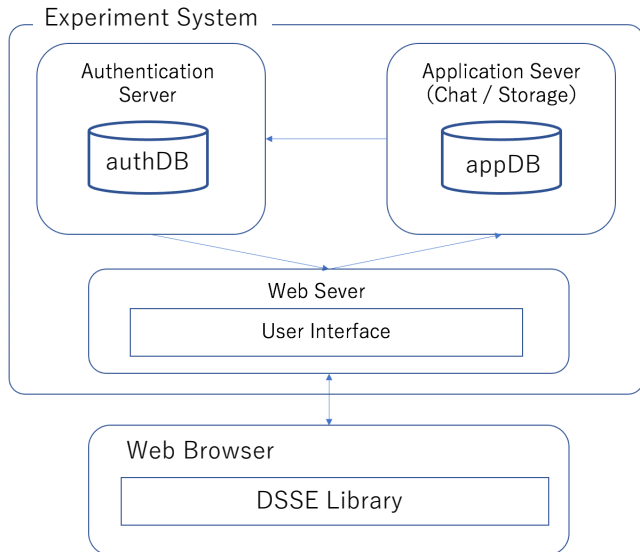 Experiment System
Authentication
Server
authDB
Application Sever
(Chat / Storage)
appDB
Web Sever
User Interface
Web Browser
DSSE Library